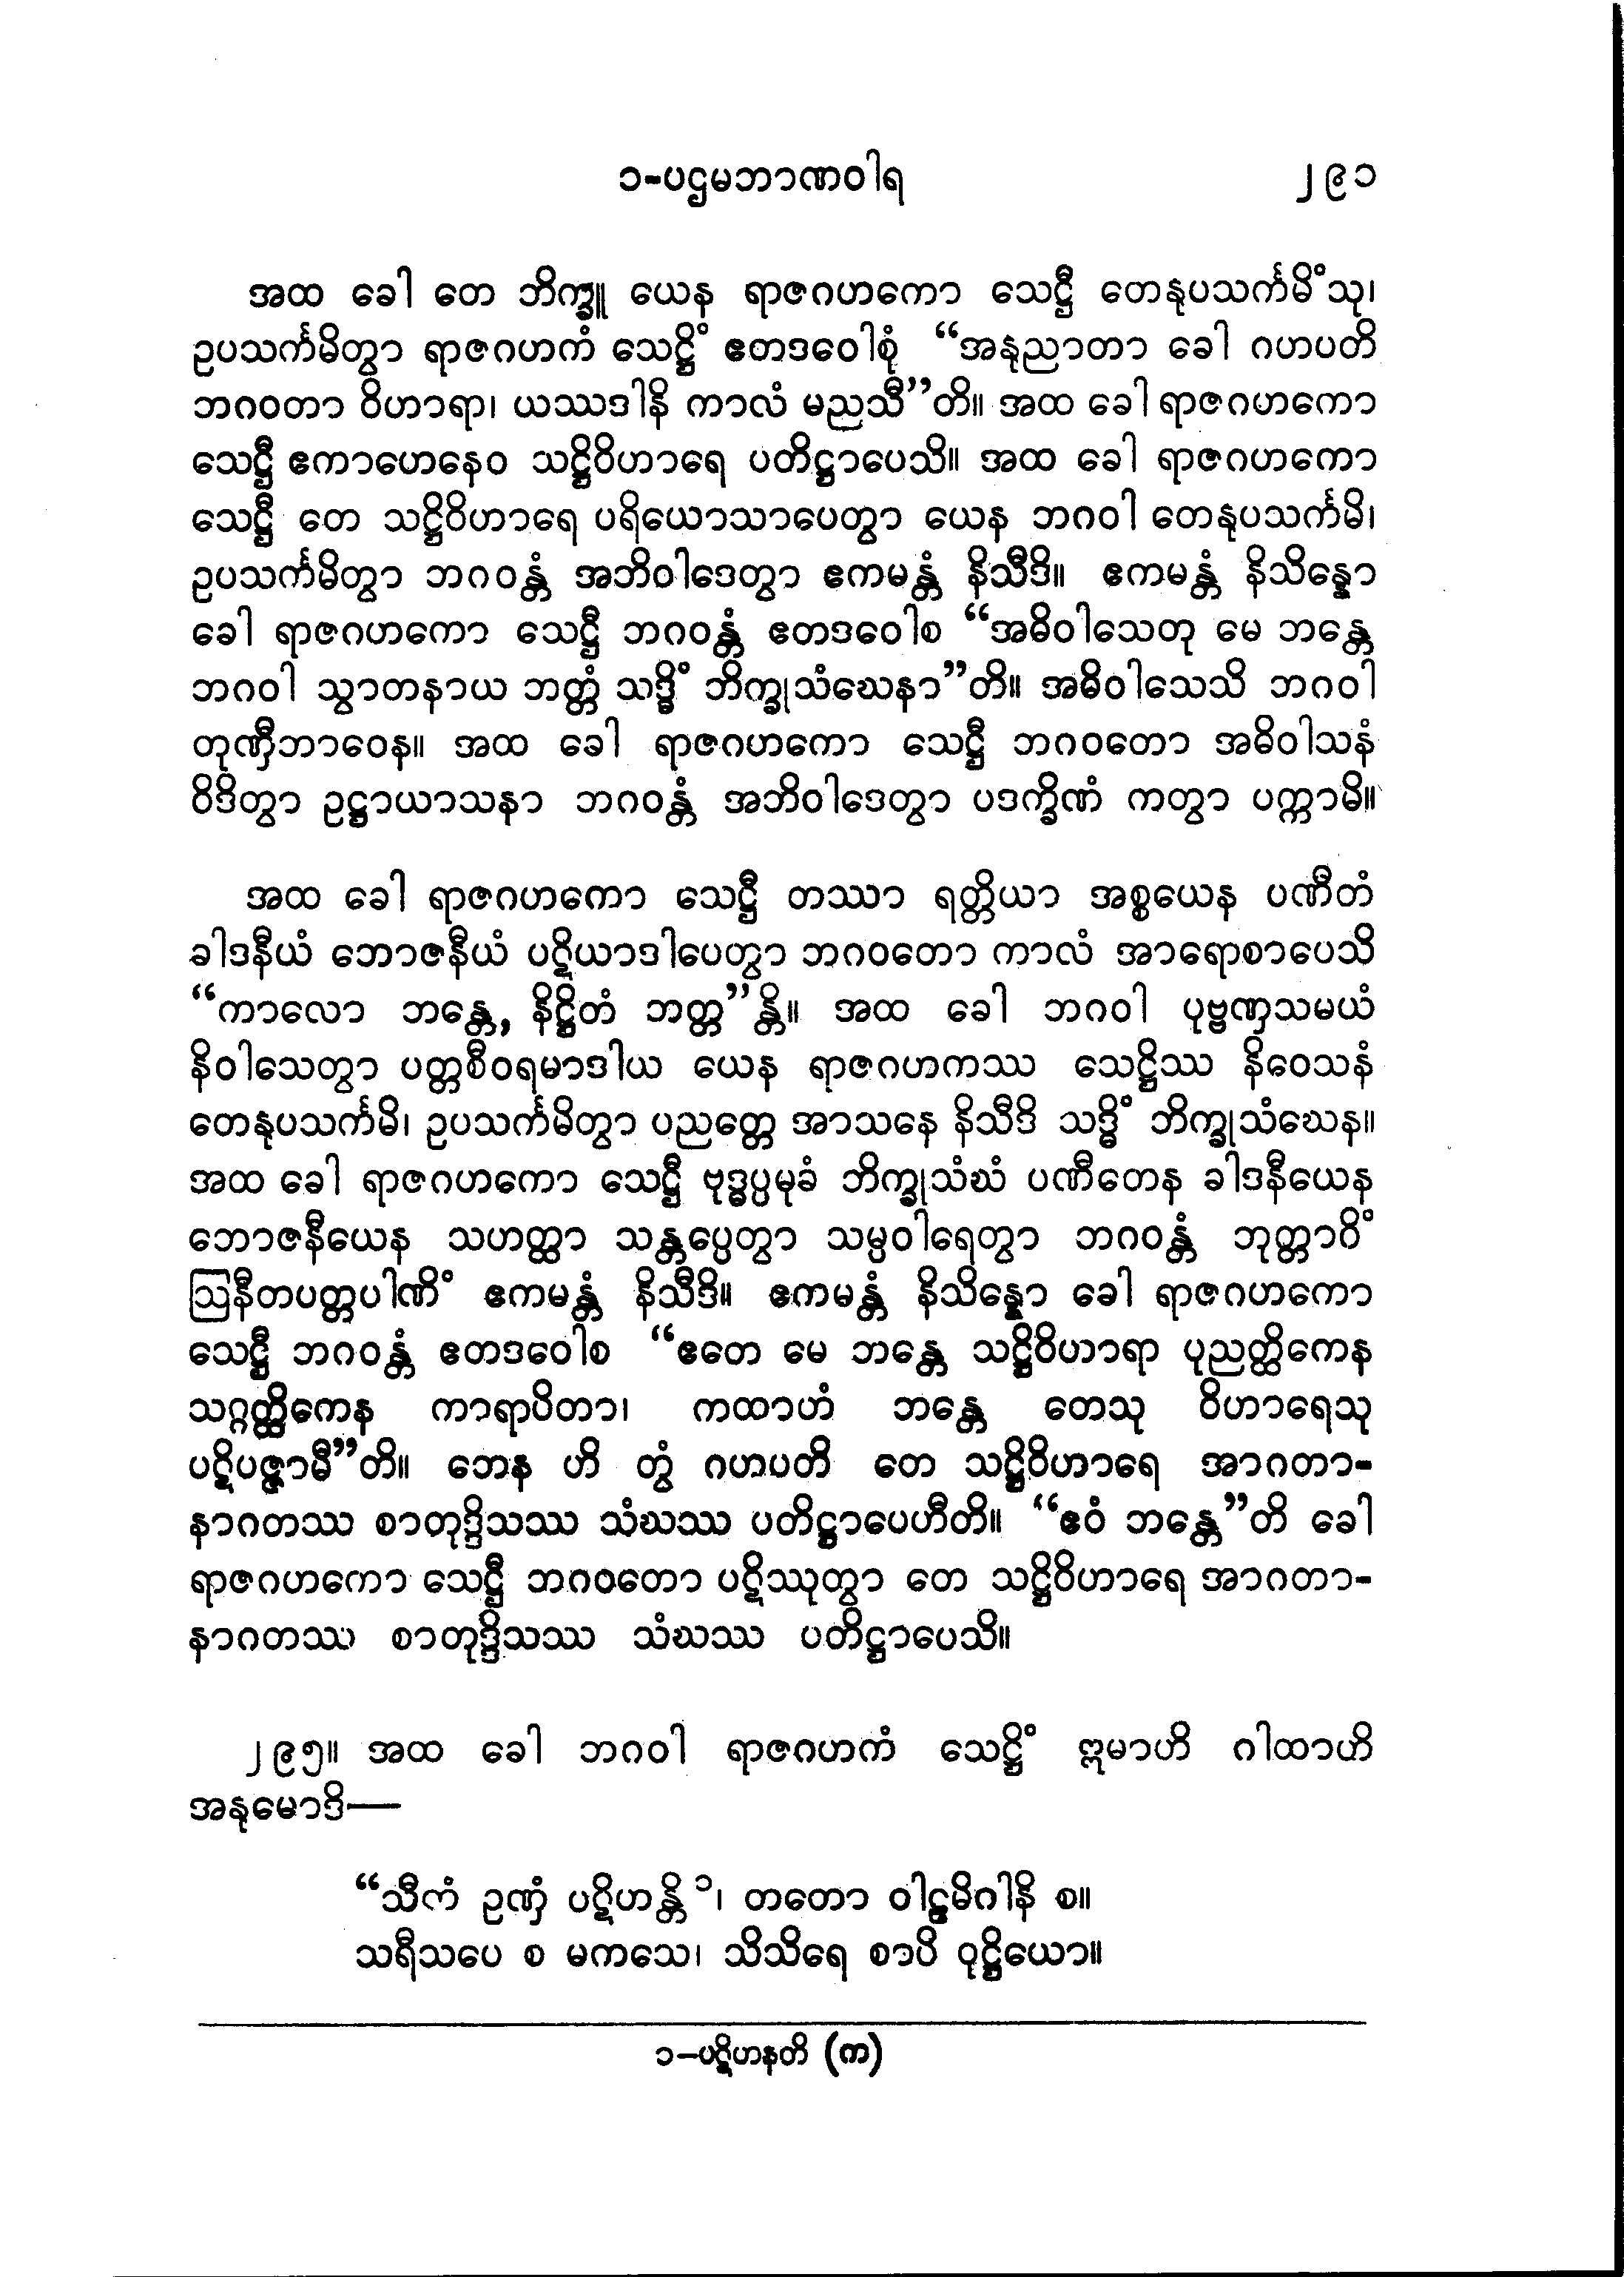 ၁-ပဌမဘာဏဝါရ ၂၉၁
အထ ခေါ တေ ဘိက္ခူ ယေန ရာဇဂဟကော သေဋ္ဌီ တေနုပသင်္ကမိံသု၊
ဥပသင်္ကမိတွာ ရာဇဂဟကံ သေဋ္ဌိံ ဧတဒဝေါစုံ “အနုညာတာ ခေါ ဂဟပတိ
ဘဂဝတာ ဝိဟာရာ၊ ယဿဒါနိ ကာလံ မညသီ”တိ။ အထ ခေါ ရာဇဂဟကော
သေဋ္ဌီ ဧကာဟေနေဝ သဋ္ဌိဝိဟာရေ ပတိဋ္ဌာပေသိ။ အထ ခေါ ရာဇဂဟကော
သေဋ္ဌီ တေ သဋ္ဌိဝိဟာရေ ပရိယောသာပေတွာ ယေန ဘဂဝါ တေနုပသင်္ကမိ၊
ဥပသင်္ကမိတွာ ဘဂဝန္တံ အဘိဝါဒေတွာ ဧကမန္တံ နိသီဒိ။ ဧကမန္တံ နိသိန္နော
ခေါ ရာဇဂဟကော သေဋ္ဌီ ဘဂဝန္တံ ဧတဒဝေါစ “အဓိဝါသေတု မေ ဘန္တေ
ဘဂဝါ သွာတနာယ ဘတ္တံ သဒ္ဓိံ ဘိက္ခုသံဃေနာ”တိ။ အဓိဝါသေသိ ဘဂဝါ
တုဏှီဘာဝေန။ အထ ခေါ ရာဇဂဟကော သေဋ္ဌီ ဘဂဝတော အဓိဝါသနံ
ဝိဒိတွာ ဥဋ္ဌာယာသနာ ဘဂဝန္တံ အဘိဝါဒေတွာ ပဒက္ခိဏံ ကတွာ ပက္ကာမိ။
အထ ခေါ ရာဇဂဟကော သေဋ္ဌီ တဿာ ရတ္တိယာ အစ္စယေန ပဏီတံ
ခါဒနီယံ ဘောဇနီယံ ပဋိယာဒါပေတွာ ဘဂဝတော ကာလံ အာရောစာပေသိ
“ကာလော ဘန္တေ, နိဋ္ဌိတံ ဘတ္တ”န္တိ။ အထ ခေါ ဘဂဝါ ပုဗ္ဗဏှသမယံ
နိဝါသေတွာ ပတ္တစီဝရမာဒါယ ယေန ရာဇဂဟကဿ သေဋ္ဌိဿ နိဝေသနံ
တေနုပသင်္ကမိ၊ ဥပသင်္ကမိတွာ ပညတ္တေ အာသနေ နိသီဒိ သဒ္ဓိံ ဘိက္ခုသံဃေန။
အထ ခေါ ရာဇဂဟကော သေဋ္ဌီ ဗုဒ္ဓပ္ပမုခံ ဘိက္ခုသံဃံ ပဏီတေန ခါဒနီယေန
ဘောဇနီယေန သဟတ္ထာ သန္တပ္ပေတွာ သမ္ပဝါရေတွာ ဘဂဝန္တံ ဘုတ္တာဝိံ
ဩနီတပတ္တပါဏိံ ဧကမန္တံ နိသီဒိ။ ဧကမန္တံ နိသိန္နော ခေါ ရာဇဂဟကော
သေဋ္ဌီ ဘဂဝန္တံ ဧတဒဝေါစ “ဧတေ မေ ဘန္တေ သဋ္ဌိဝိဟာရာ ပုညတ္ထိကေန
သဂ္ဂတ္ထိကေန ကာရာပိတာ၊ ကထာဟံ ဘန္တေ တေသု ဝိဟာရေသု
ပဋိပဇ္ဇာမီ”တိ။ တေန ဟိ တွံ ဂဟပတိ တေ သဋ္ဌိဝိဟာရေ အာဂတာ-
နာဂတဿ စာတုဒ္ဒိသဿ သံဃဿ ပတိဋ္ဌာပေဟီတိ။ “ဧဝံ ဘန္တေ”တိ ခေါ
ရာဇဂဟကော သေဋ္ဌီ ဘဂဝတော ပဋိဿုတွာ တေ သဋ္ဌိဝိဟာရေ အာဂတာ-
နာဂတဿ စာတုဒ္ဒိသဿ သံဃဿ ပတိဋ္ဌာပေသိ။
၂၉၅။ အထ ခေါ ဘဂဝါ ရာဇဂဟကံ သေဋ္ဌိံ ဣမာဟိ ဂါထာဟိ
အနုမောဒိ—
“သီကံ ဥဏှံ ပဋိဟန္တိ ၁၊ တတော ဝါဠမိဂါနိ စ။
သရီသပေ စ မကသေ၊ သိသိရေ စာပိ ဝုဋ္ဌိယော။
၁–ပဋိဟနတိ (က)